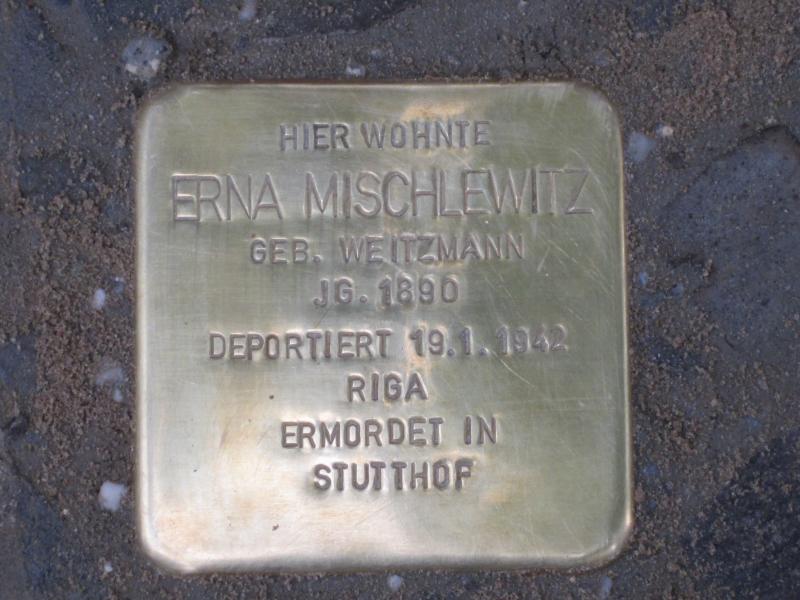 HIER WOHNTE
ERNA MISCHLEWITZ
GEB. WEITZMANN
JG. 1890
DEPORTIERT 19.1.1942
RIGA
ERMORDET IN
STUTTHOF